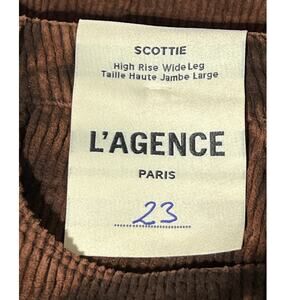 SCOTTIE
High Rise Wide Leg
Taille Haute Jambe Large
L'AGENCE
PARIS
23